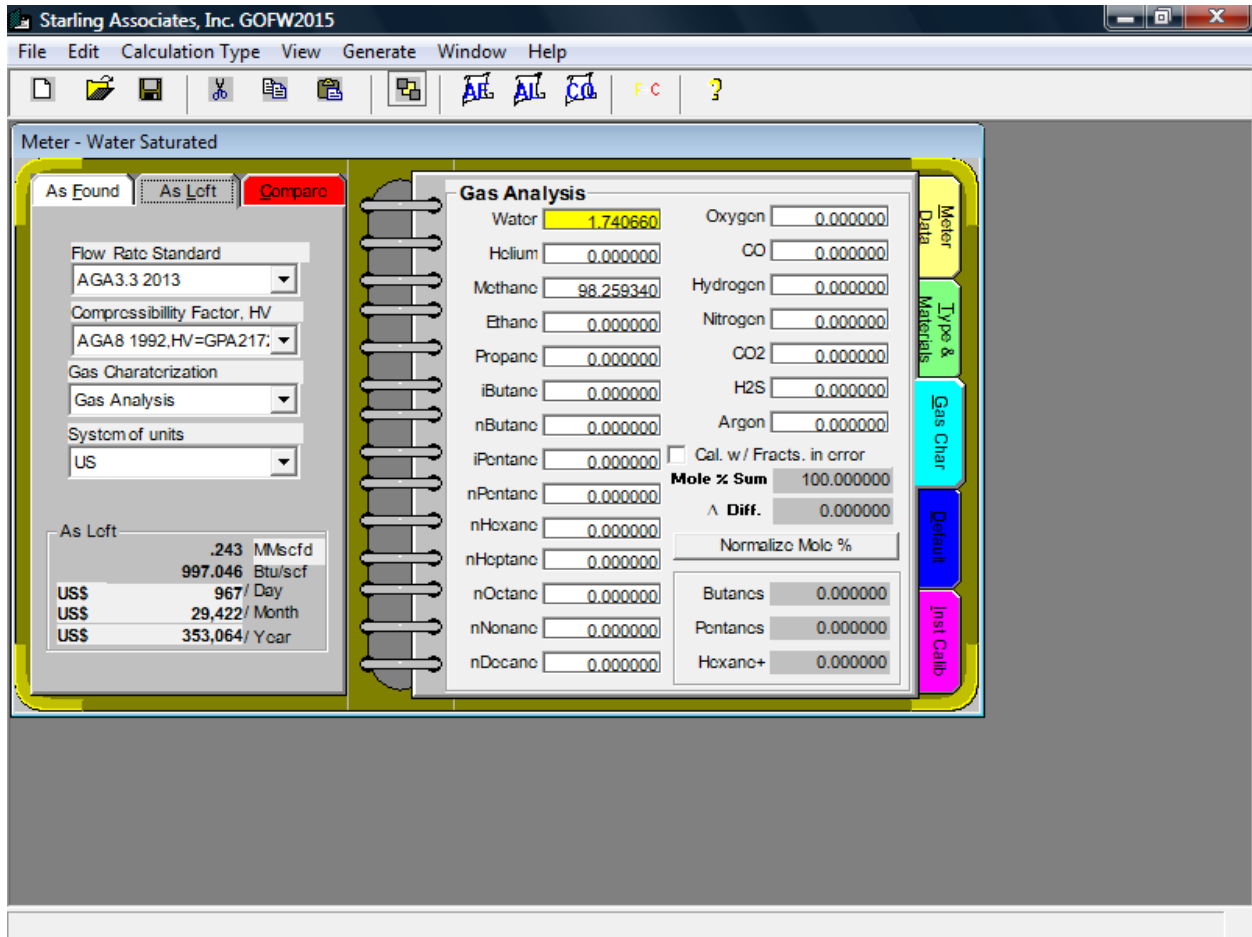 Starling Associates, Inc. GOFW2015
File Edit Calculation Type View Generate Window Help
AF. AL. CO. F C ?
Meter - Water Saturated
As Found As Left Compare
Flow Rate Standard
AGA3.3 2013
Compressibillity Factor, HV
AGA8 1992,HV=GPA217
Gas Charaterization
Gas Analysis
System of units
US
As Left
.243 MMscfd
997.046 Btu/scf
US$ 967 / Day
US$ 29,422 / Month
US$ 353,064 / Year
Gas Analysis
Water 1.740660
Helium 0.000000
Methane 98.259340
Ethane 0.000000
Propane 0.000000
iButane 0.000000
nButane 0.000000
iPentane 0.000000
nPentane 0.000000
nHexane 0.000000
nHeptane 0.000000
nOctane 0.000000
nNonane 0.000000
nDecane 0.000000
Oxygen 0.000000
CO 0.000000
Hydrogen 0.000000
Nitrogen 0.000000
CO2 0.000000
H2S 0.000000
Argon 0.000000
Cal. w / Fracts. in error
Mole % Sum 100.000000
Δ Diff. 0.000000
Normalize Mole %
Butanes 0.000000
Pentanes 0.000000
Hexane+ 0.000000
Meter
Data
Type &
Materials
Gas Char
Default
Inst Calib